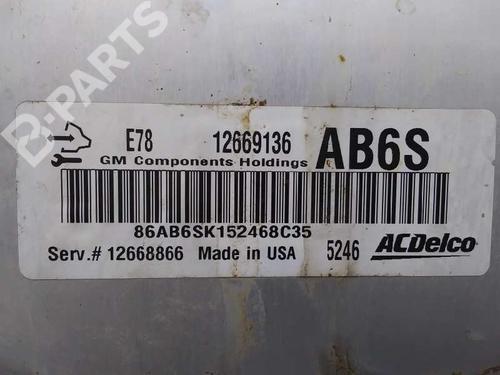 B-PARTS
E78 12669136 AB6S
GM Components Holdings
86AB6SK152468C35
Serv.# 12668866 Made in USA 5246 ACDelco